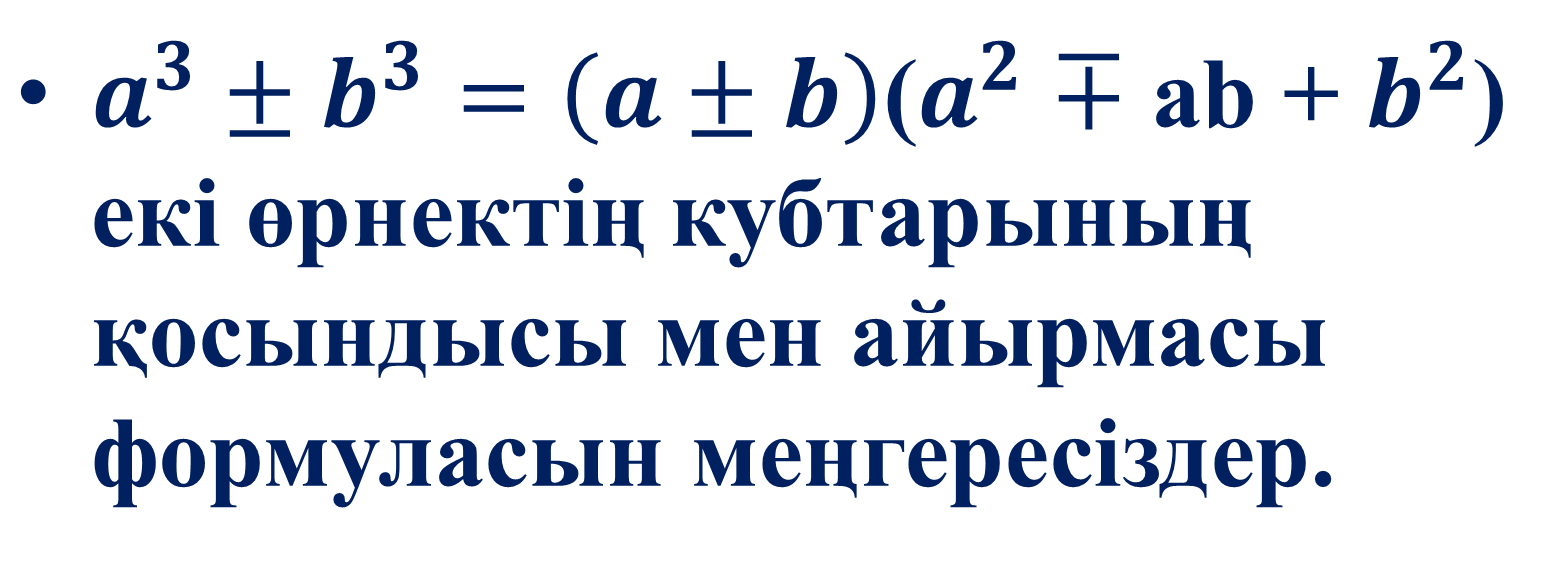 • a³ ± b³ = (a ± b)(a² ∓ ab + b²)
екі өрнектің кубтарының
қосындысы мен айырмасы
формуласын меңгересіздер.